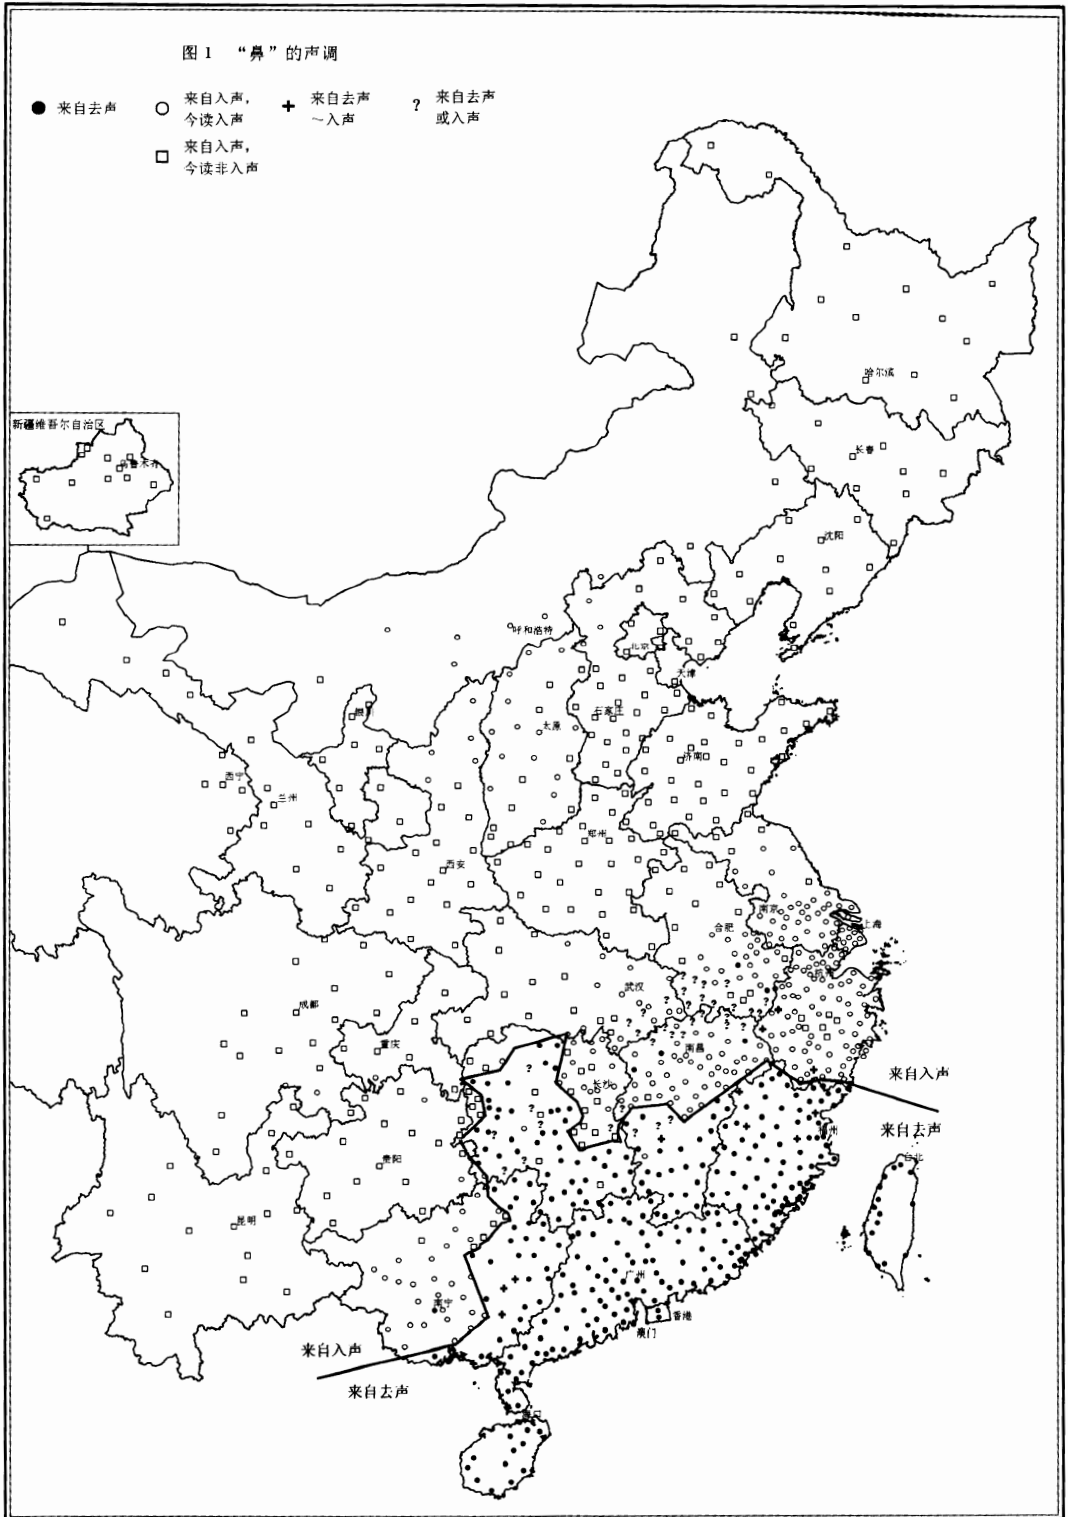 图 1 “鼻”的声调
● 来自去声
○ 来自入声，
今读入声
✚ 来自去声
～入声
? 来自去声
或入声
□ 来自入声，
今读非入声
哈尔滨
新疆维吾尔自治区
乌鲁木齐
长春
沈阳
呼和浩特
北京
天津
银川
石家庄
太原
济南
西宁
兰州
郑州
西安
南京
上海
合肥
杭州
武汉
成都
重庆
南昌
长沙
来自入声
来自去声
福州
台北
贵阳
昆明
广州
南宁
香港
澳门
来自入声
来自去声
海口